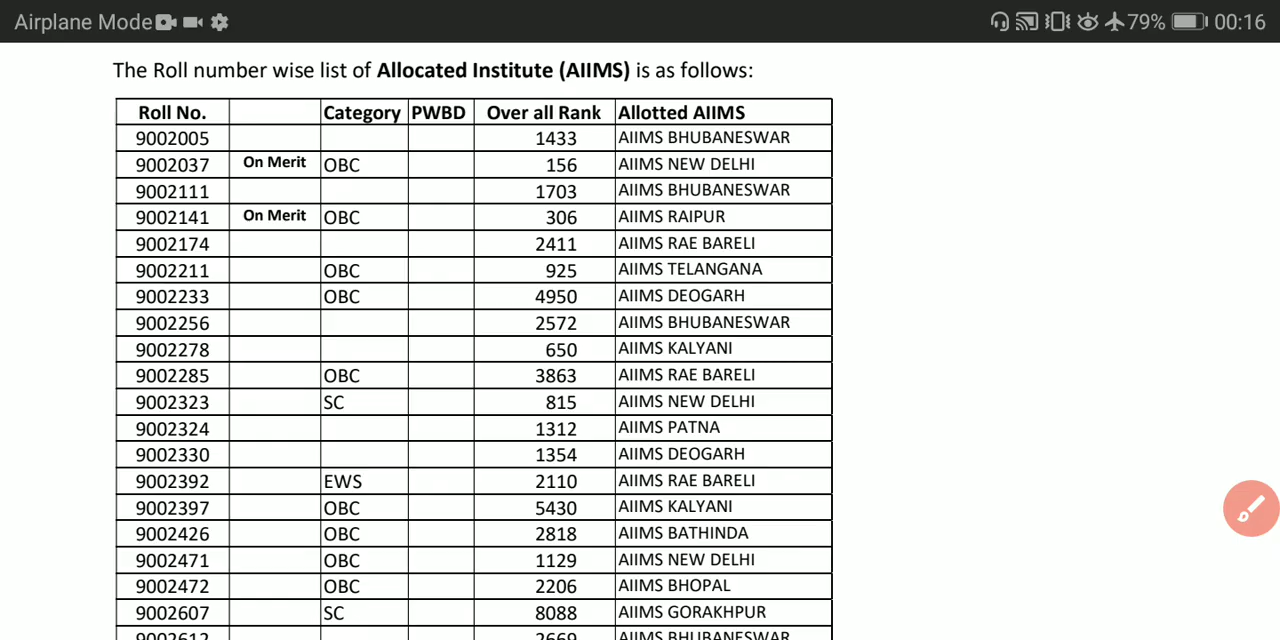 Airplane Mode 79% 00:16
The Roll number wise list of Allocated Institute (AIIMS) is as follows:
Roll No. Category PWBD Over all Rank Allotted AIIMS
9002005 1433 AIIMS BHUBANESWAR
9002037 On Merit OBC 156 AIIMS NEW DELHI
9002111 1703 AIIMS BHUBANESWAR
9002141 On Merit OBC 306 AIIMS RAIPUR
9002174 2411 AIIMS RAE BARELI
9002211 OBC 925 AIIMS TELANGANA
9002233 OBC 4950 AIIMS DEOGARH
9002256 2572 AIIMS BHUBANESWAR
9002278 650 AIIMS KALYANI
9002285 OBC 3863 AIIMS RAE BARELI
9002323 SC 815 AIIMS NEW DELHI
9002324 1312 AIIMS PATNA
9002330 1354 AIIMS DEOGARH
9002392 EWS 2110 AIIMS RAE BARELI
9002397 OBC 5430 AIIMS KALYANI
9002426 OBC 2818 AIIMS BATHINDA
9002471 OBC 1129 AIIMS NEW DELHI
9002472 OBC 2206 AIIMS BHOPAL
9002607 SC 8088 AIIMS GORAKHPUR
9002612 2669 AIIMS BHUBANESWAR